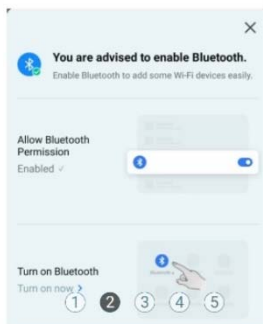 You are advised to enable Bluetooth.
Enable Bluetooth to add some Wi-Fi devices easily.
Allow Bluetooth
Permission
Enabled ✓
Turn on Bluetooth
Turn on now >
1 2 3 4 5